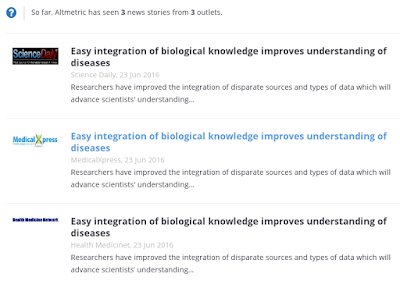 So far, Altmetric has seen 3 news stories from 3 outlets.
ScienceDaily
Easy integration of biological knowledge improves understanding of
diseases
Science Daily, 23 Jun 2016
Researchers have improved the integration of disparate sources and types of data which will
advance scientists' understanding...
MedicalXpress
Easy integration of biological knowledge improves understanding of
diseases
MedicalXpress, 23 Jun 2016
Researchers have improved the integration of disparate sources and types of data which will
advance scientists' understanding...
Health Medicine Network
Easy integration of biological knowledge improves understanding of
diseases
Health Medicinet, 23 Jun 2016
Researchers have improved the integration of disparate sources and types of data which will
advance scientists' understanding...